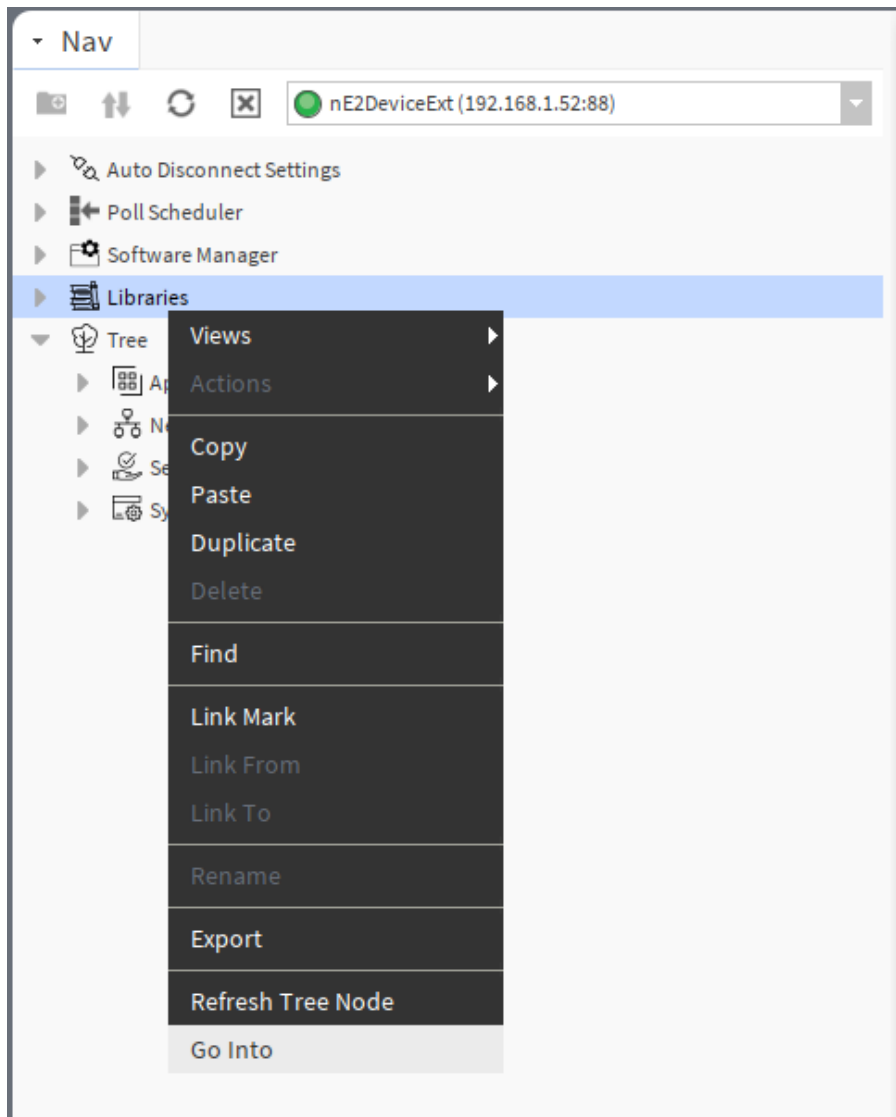 Nav
nE2DeviceExt (192.168.1.52:88)
Auto Disconnect Settings
Poll Scheduler
Software Manager
Libraries
Tree
Views
Actions
Copy
Paste
Duplicate
Delete
Find
Link Mark
Link From
Link To
Rename
Export
Refresh Tree Node
Go Into